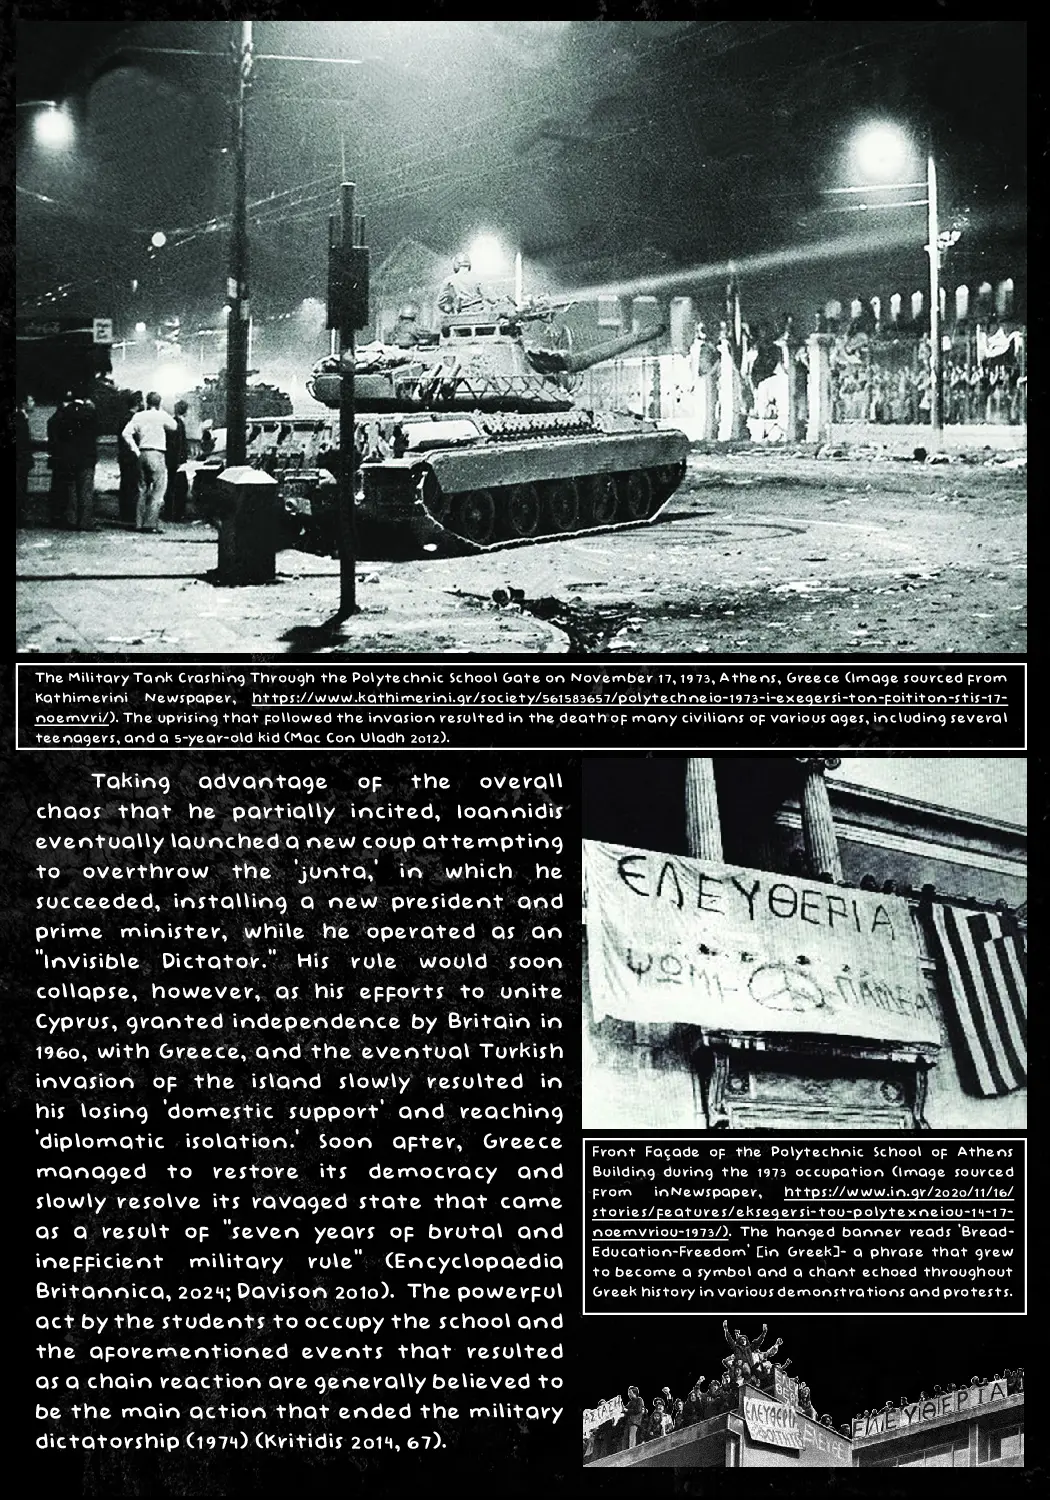 The Military Tank Crashing Through the Polytechnic School Gate on November 17, 1973, Athens, Greece (Image sourced from
Kathimerini Newspaper, https://www.kathimerini.gr/society/561583657/polytechneio-1973-i-exegersi-ton-foititon-stis-17-
noemvri/). The uprising that followed the invasion resulted in the death of many civilians of various ages, including several
teenagers, and a 5-year-old kid (Mac Con Uladh 2012).
Taking advantage of the overall
chaos that he partially incited, Ioannidis
eventually launched a new coup attempting
to overthrow the 'junta,' in which he
succeeded, installing a new president and
prime minister, while he operated as an
"Invisible Dictator." His rule would soon
collapse, however, as his efforts to unite
Cyprus, granted independence by Britain in
1960, with Greece, and the eventual Turkish
invasion of the island slowly resulted in
his losing 'domestic support' and reaching
'diplomatic isolation.' Soon after, Greece
managed to restore its democracy and
slowly resolve its ravaged state that came
as a result of "seven years of brutal and
inefficient military rule" (Encyclopaedia
Britannica, 2024; Davison 2010). The powerful
act by the students to occupy the school and
the aforementioned events that resulted
as a chain reaction are generally believed to
be the main action that ended the military
dictatorship (1974) (Kritidis 2014, 67).
ΕΛΕΥΘΕΡΙΑ
ΨΩΜΙ ΠΑΙΔΕΙΑ
Front Façade of the Polytechnic School of Athens
Building during the 1973 occupation (Image sourced
from inNewspaper, https://www.in.gr/2020/11/16/
stories/features/eksegersi-tou-polytexneiou-14-17-
noemvriou-1973/). The hanged banner reads 'Bread-
Education-Freedom' [in Greek]- a phrase that grew
to become a symbol and a chant echoed throughout
Greek history in various demonstrations and protests.
ΕΛΕΥΘΕΡΙΑ
ΕΛΕΥΘΕΡΙΑ